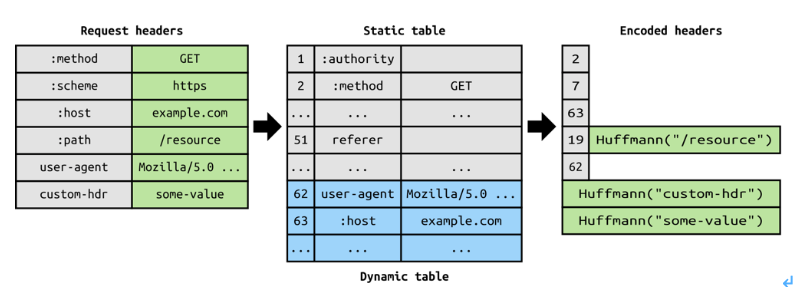 Request headers
:method GET
:scheme https
:host example.com
:path /resource
user-agent Mozilla/5.0 ...
custom-hdr some-value
Static table
1 :authority
2 :method GET
... ... ...
51 referer
... ... ...
62 user-agent Mozilla/5.0 ...
63 :host example.com
... ... ...
Dynamic table
Encoded headers
2
7
63
19 Huffmann("/resource")
62
Huffmann("custom-hdr")
Huffmann("some-value")